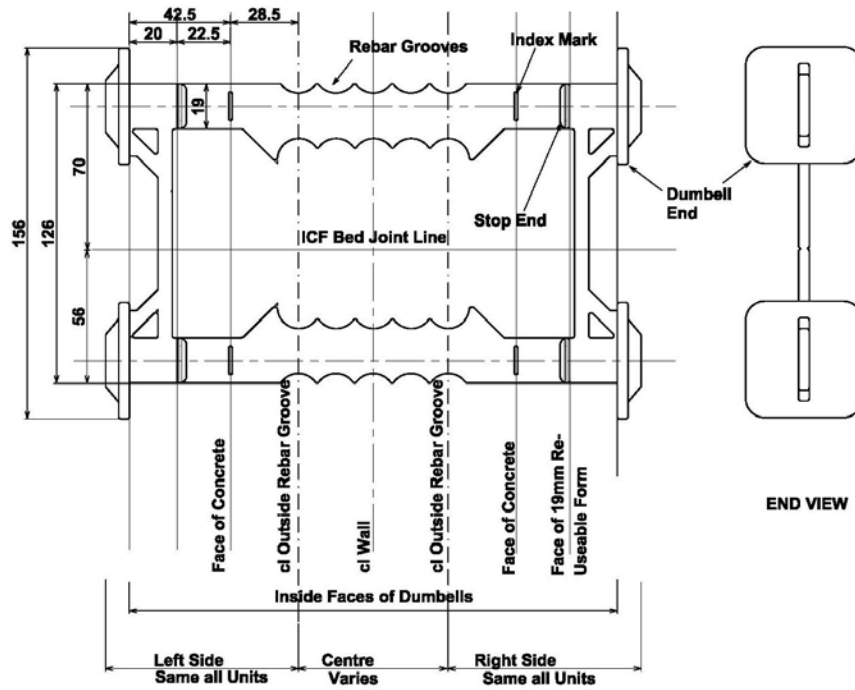 42.5
28.5
20
22.5
Rebar Grooves
Index Mark
19
70
156
126
Dumbell
End
Stop End
ICF Bed Joint Line
56
Face of Concrete
cl Outside Rebar Groove
cl Wall
cl Outside Rebar Groove
Face of Concrete
Face of 19mm Re-
Useable Form
END VIEW
Inside Faces of Dumbells
Left Side
Same all Units
Centre
Varies
Right Side
Same all Units